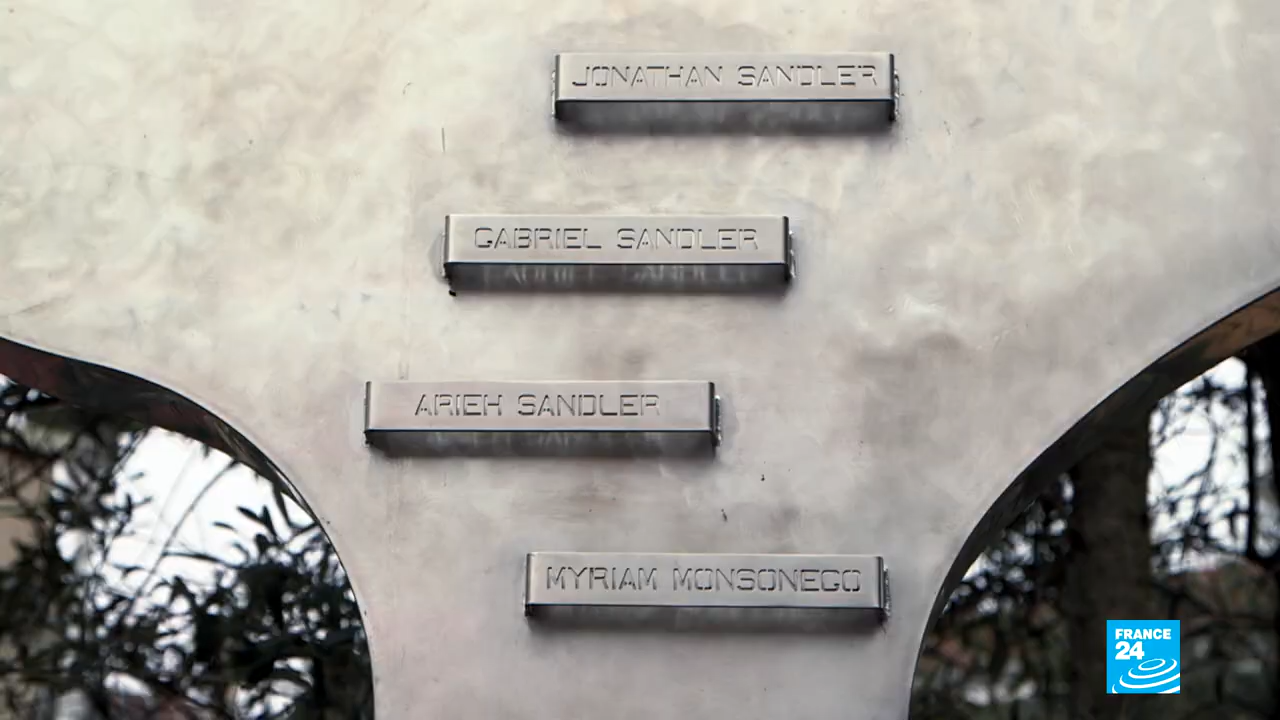 JONATHAN SANDLER
GABRIEL SANDLER
ARIEH SANDLER
MYRIAM MONSONEGO
FRANCE
24